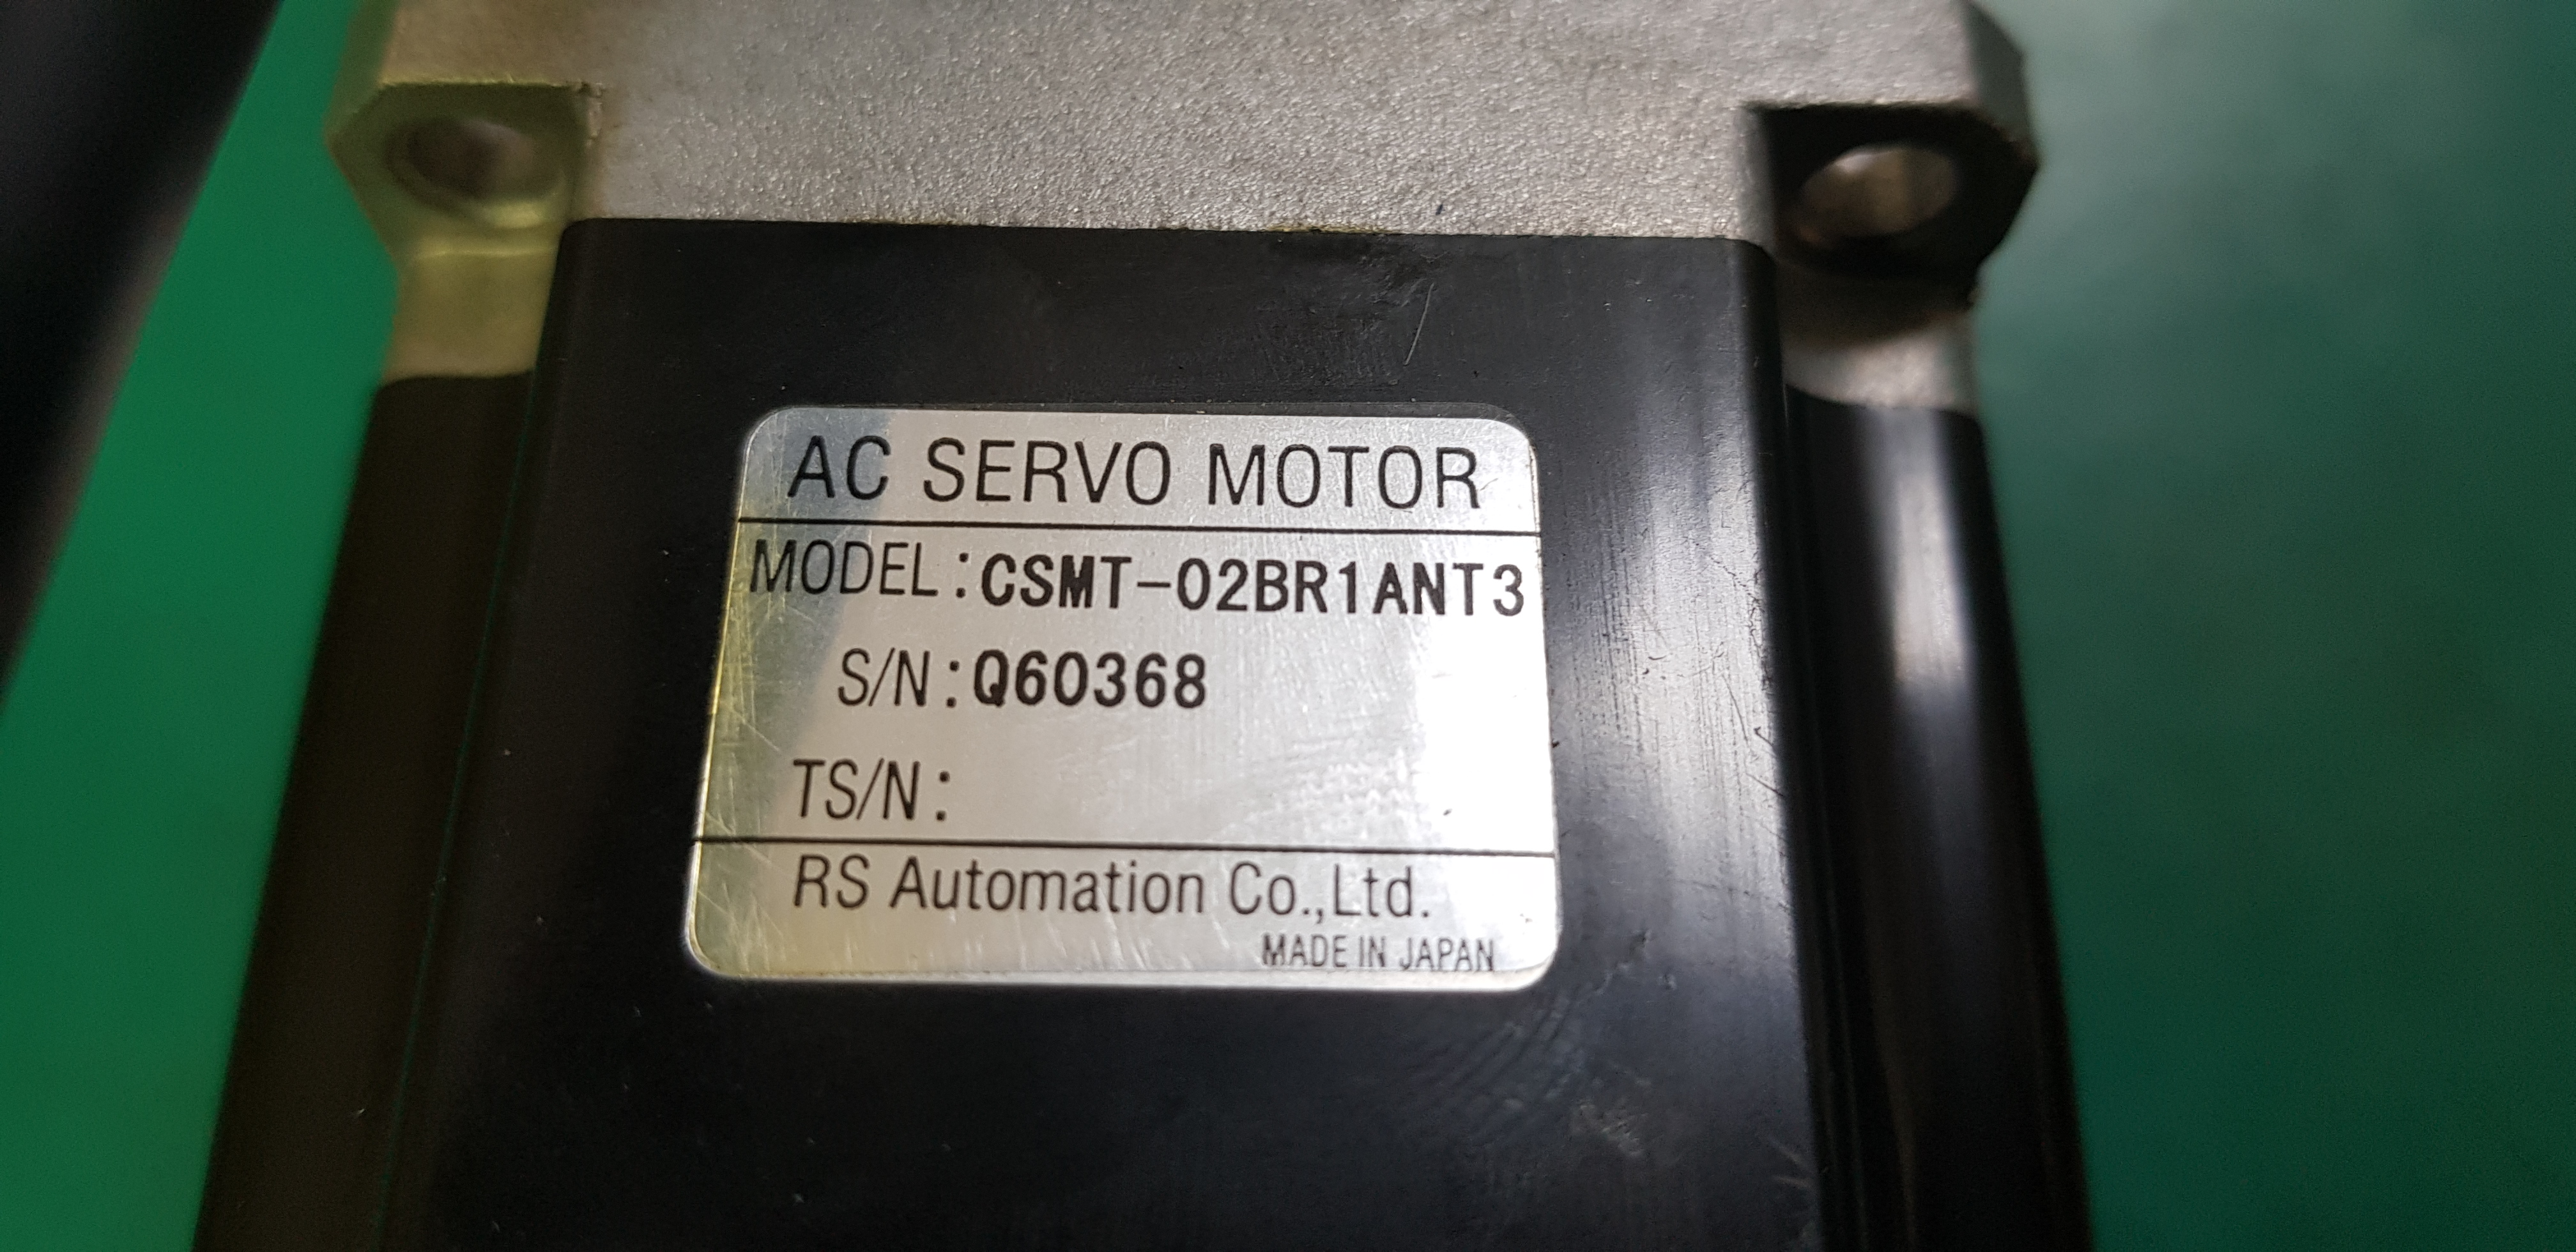 AC SERVO MOTOR
MODEL:CSMT-02BR1ANT3
S/N:Q60368
TS/N:
RS Automation Co.,Ltd.
MADE IN JAPAN